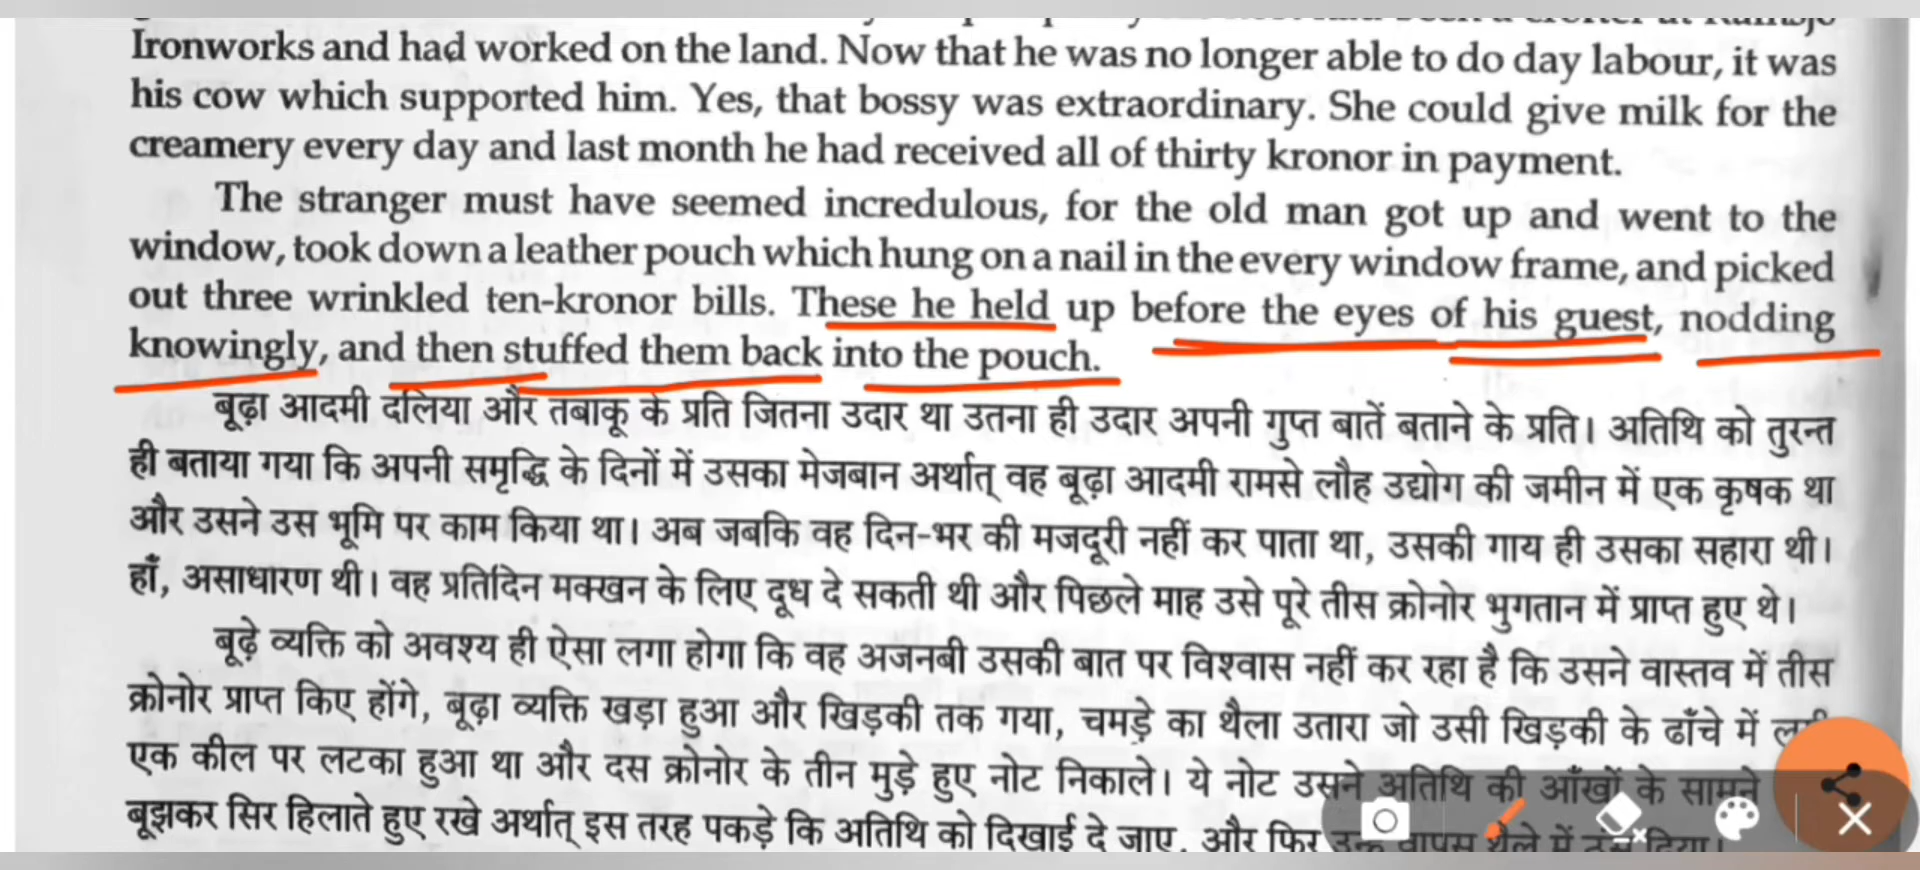 Ironworks and had worked on the land. Now that he was no longer able to do day labour, it was
his cow which supported him. Yes, that bossy was extraordinary. She could give milk for the
creamery every day and last month he had received all of thirty kronor in payment.
The stranger must have seemed incredulous, for the old man got up and went to the
window, took down a leather pouch which hung on a nail in the every window frame, and picked
out three wrinkled ten-kronor bills. These he held up before the eyes of his guest, nodding
knowingly, and then stuffed them back into the pouch.
बूढ़ा आदमी दलिया और तंबाकू के प्रति जितना उदार था उतना ही उदार अपनी गुप्त बातें बताने के प्रति। अतिथि को तुरन्त
ही बताया गया कि अपनी समृद्धि के दिनों में उसका मेजबान अर्थात् वह बूढ़ा आदमी रामसे लौह उद्योग की जमीन में एक कृषक था
और उसने उस भूमि पर काम किया था। अब जबकि वह दिन-भर की मजदूरी नहीं कर पाता था, उसकी गाय ही उसका सहारा थी।
हाँ, असाधारण थी। वह प्रतिदिन मक्खन के लिए दूध दे सकती थी और पिछले माह उसे पूरे तीस क्रोनोर भुगतान में प्राप्त हुए थे।
बूढ़े व्यक्ति को अवश्य ही ऐसा लगा होगा कि वह अजनबी उसकी बात पर विश्वास नहीं कर रहा है कि उसने वास्तव में तीस
क्रोनोर प्राप्त किए होंगे, बूढ़ा व्यक्ति खड़ा हुआ और खिड़की तक गया, चमड़े का थैला उतारा जो उसी खिड़की के ढाँचे में
एक कील पर लटका हुआ था और दस क्रोनोर के तीन मुड़े हुए नोट निकाले। ये नोट उसने अतिथि की आँखों के सामने
बूझकर सिर हिलाते हुए रखे अर्थात् इस तरह पकड़े कि अतिथि को दिखाई दे जाए, और फिर वापस थैले में